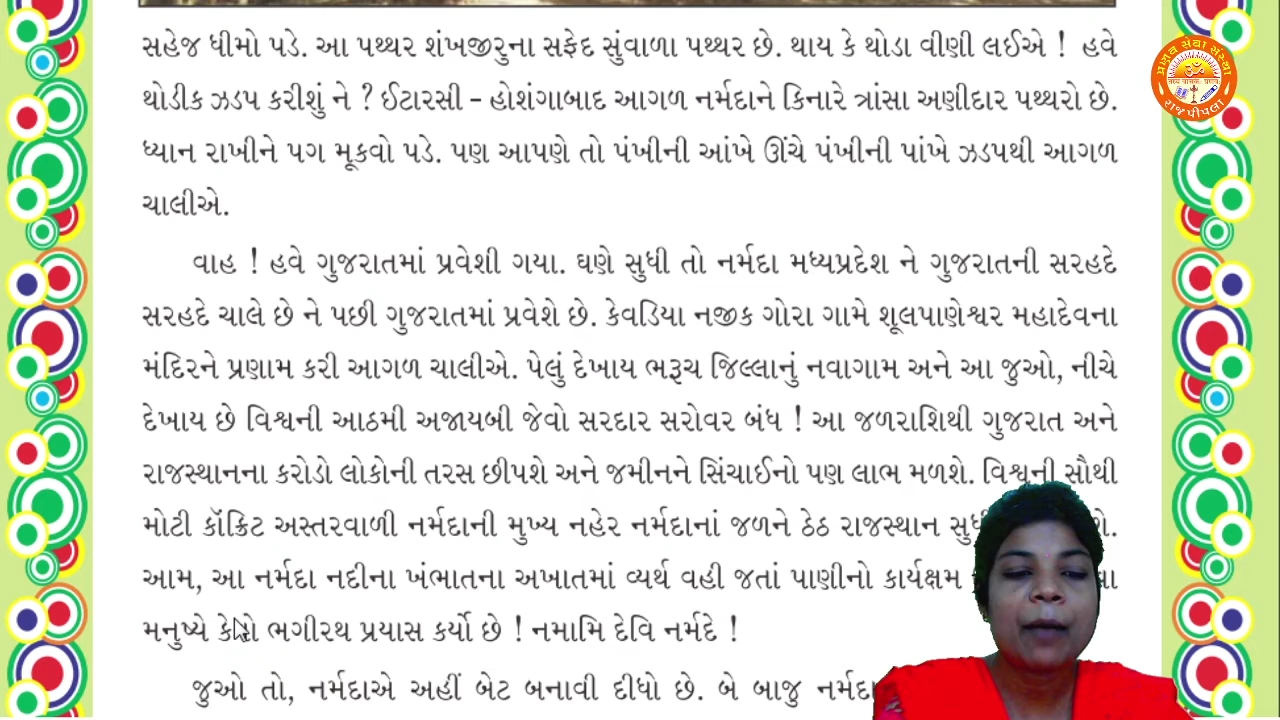 સહેજ ધીમો પડે. આ પથ્થર શંખજીરુના સફેદ સુંવાળા પથ્થર છે. થાય કે થોડા વીણી લઈએ ! હવે
થોડીક ઝડપ કરીશું ને ? ઈટારસી - હોશંગાબાદ આગળ નર્મદાને કિનારે ત્રાંસા અણીદાર પથ્થરો છે.
ધ્યાન રાખીને પગ મૂકવો પડે. પણ આપણે તો પંખીની આંખે ઊંચે પંખીની પાંખે ઝડપથી આગળ
ચાલીએ.
વાહ ! હવે ગુજરાતમાં પ્રવેશી ગયા. ઘણે સુધી તો નર્મદા મધ્યપ્રદેશ ને ગુજરાતની સરહદે
સરહદે ચાલે છે ને પછી ગુજરાતમાં પ્રવેશે છે. કેવડિયા નજીક ગોરા ગામે શૂલપાણેશ્વર મહાદેવના
મંદિરને પ્રણામ કરી આગળ ચાલીએ. પેલું દેખાય ભરૂચ જિલ્લાનું નવાગામ અને આ જુઓ, નીચે
દેખાય છે વિશ્વની આઠમી અજાયબી જેવો સરદાર સરોવર બંધ ! આ જળરાશિથી ગુજરાત અને
રાજસ્થાનના કરોડો લોકોની તરસ છીપશે અને જમીનને સિંચાઈનો પણ લાભ મળશે. વિશ્વની સૌથી
મોટી કૉંક્રિટ અસ્તરવાળી નર્મદાની મુખ્ય નહેર નર્મદાનાં જળને ઠેઠ રાજસ્થાન
આમ, આ નર્મદા નદીના ખંભાતના અખાતમાં વ્યર્થ વહી જતાં પાણીનો કાર્યક્ષમ
મનુષ્યે કેવો ભગીરથ પ્રયાસ કર્યો છે ! નમામિ દેવિ નર્મદે !
જુઓ તો, નર્મદાએ અહીં બેટ બનાવી દીધો છે. બે બાજુ
પ્રણવ સેવા સંસ્થા
રાજપીપલા